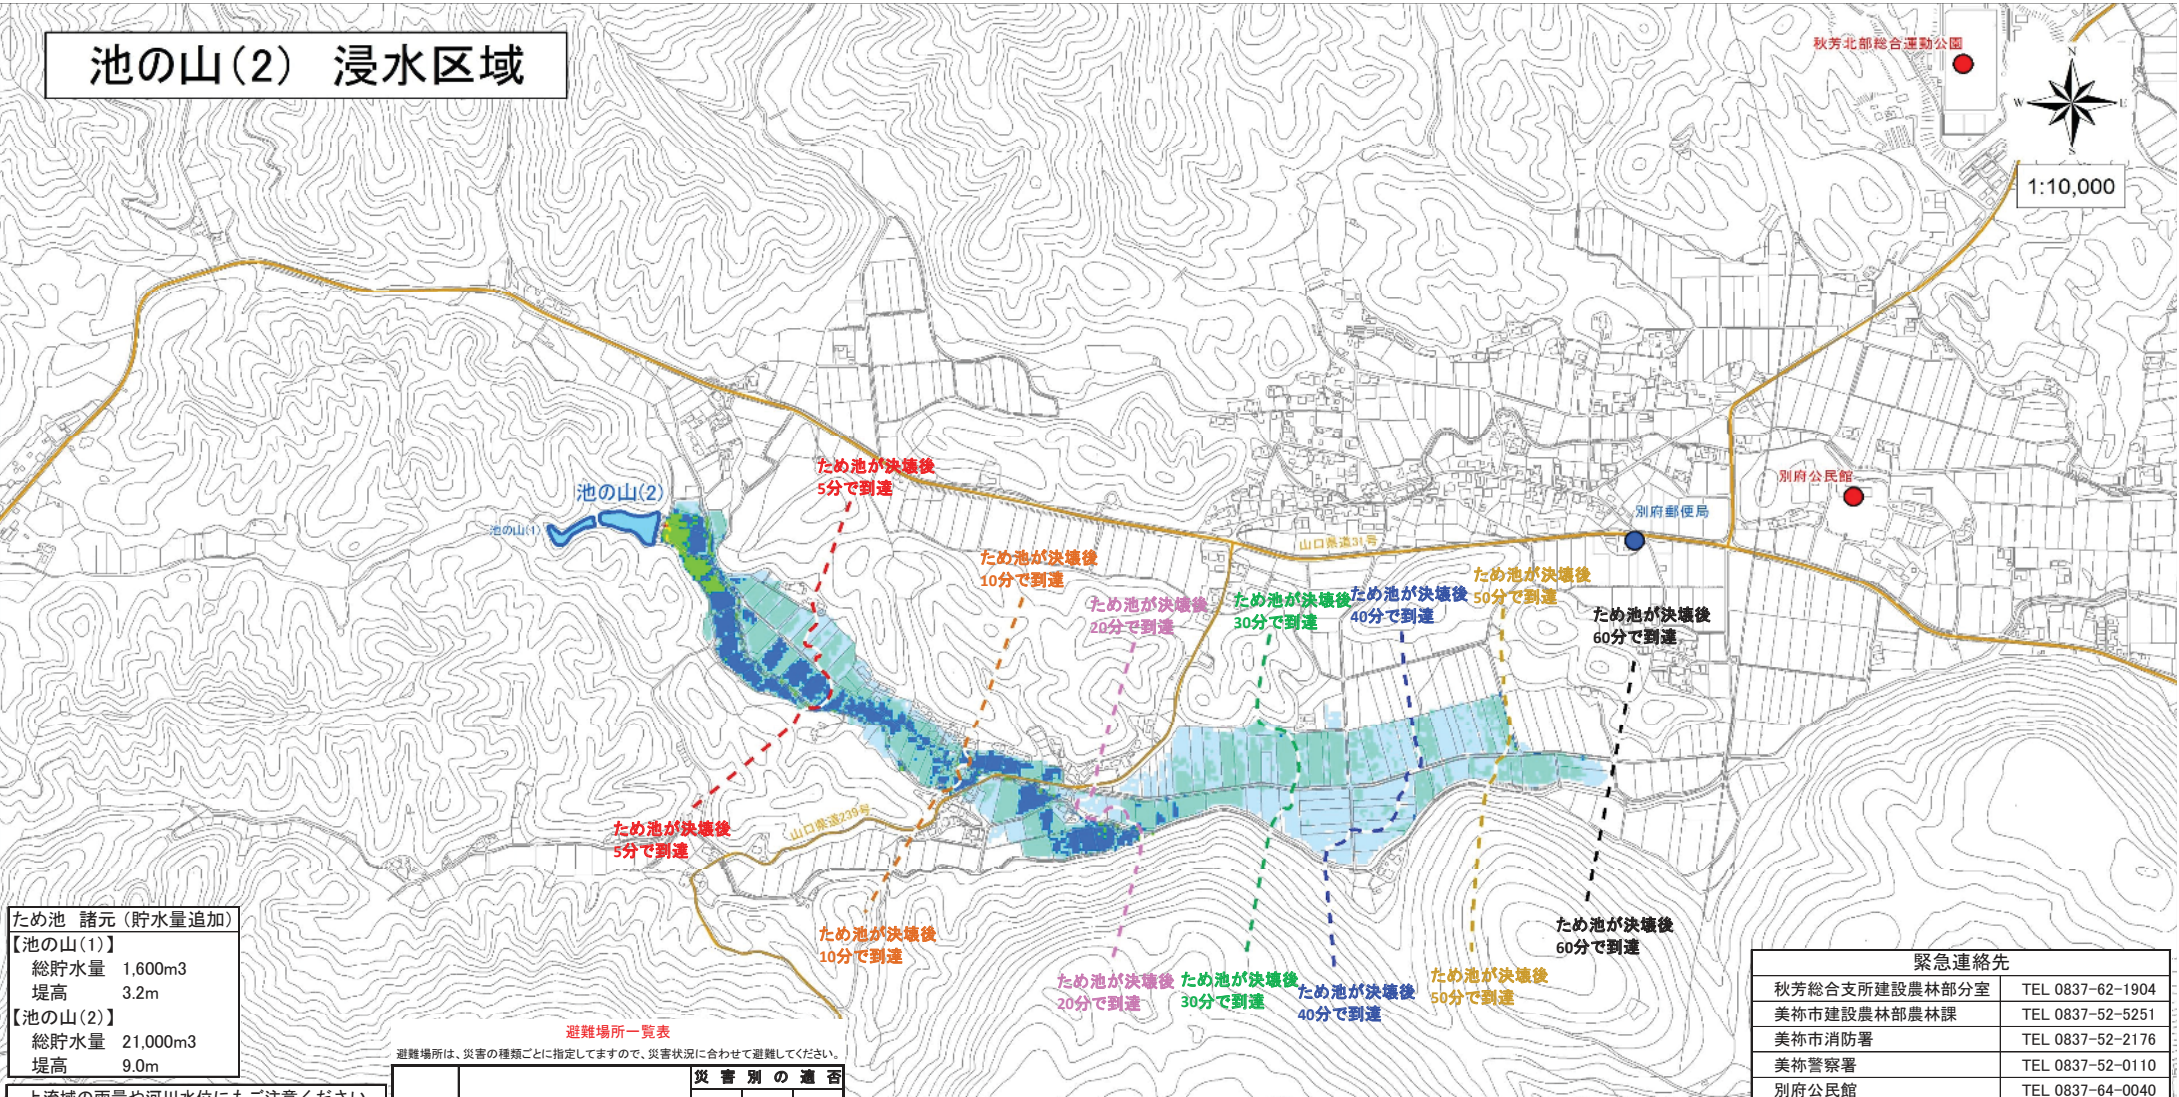 池の山(2) 浸水区域
秋芳北部総合運動公園
N
W
E
S
1:10,000
ため池が決壊後
5分で到達
池の山(2)
池の山(1)
別府公民館
別府郵便局
山口県道31号
ため池が決壊後
10分で到達
ため池が決壊後
20分で到達
ため池が決壊後
30分で到達
ため池が決壊後
40分で到達
ため池が決壊後
50分で到達
ため池が決壊後
60分で到達
山口県道239号
ため池が決壊後
5分で到達
ため池が決壊後
10分で到達
ため池が決壊後
20分で到達
ため池が決壊後
30分で到達
ため池が決壊後
40分で到達
ため池が決壊後
50分で到達
ため池が決壊後
60分で到達
ため池 諸元（貯水量追加）
【池の山(1)】
総貯水量 1,600m3
堤高 3.2m
【池の山(2)】
総貯水量 21,000m3
堤高 9.0m
上流域の雨量や河川水位にもご注意ください
避難場所一覧表
避難場所は、災害の種類ごとに指定してますので、災害状況に合わせて避難してください。
災害別の適否
緊急連絡先
秋芳総合支所建設農林部分室 TEL 0837-62-1904
美祢市建設農林部農林課 TEL 0837-52-5251
美祢市消防署 TEL 0837-52-2176
美祢警察署 TEL 0837-52-0110
別府公民館 TEL 0837-64-0040